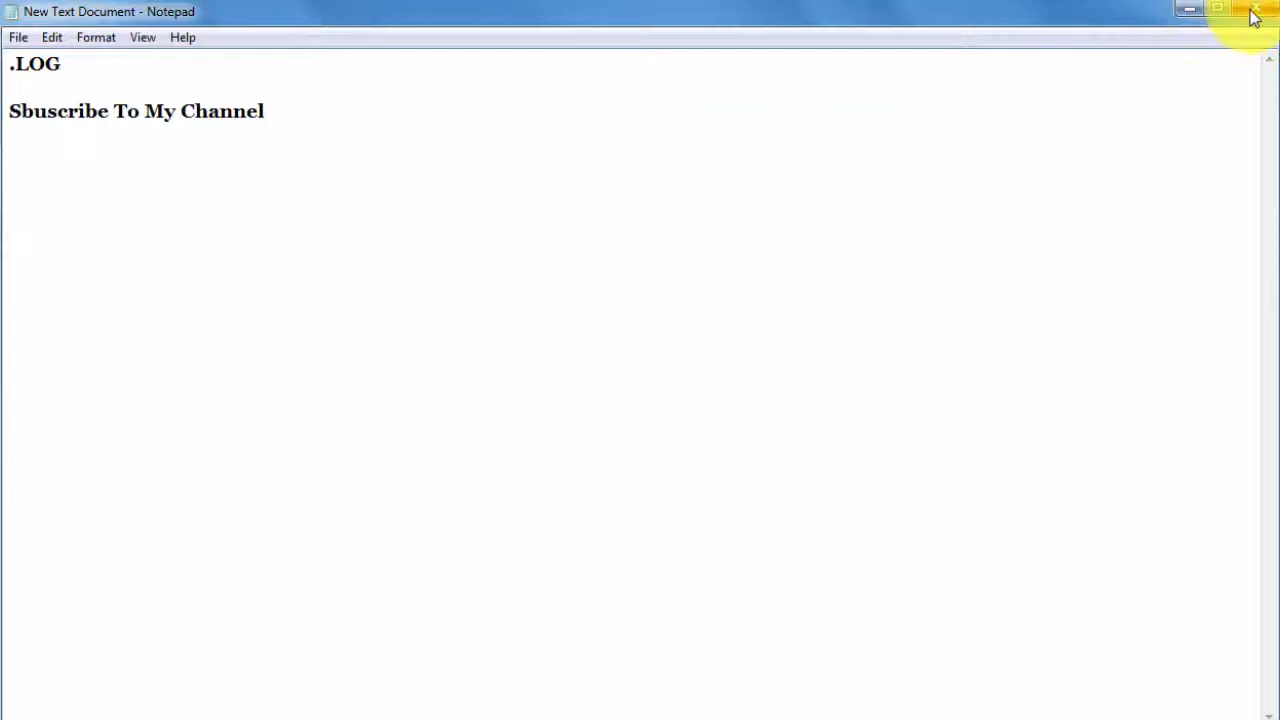 New Text Document - Notepad
File Edit Format View Help
.LOG
Sbuscribe To My Channel